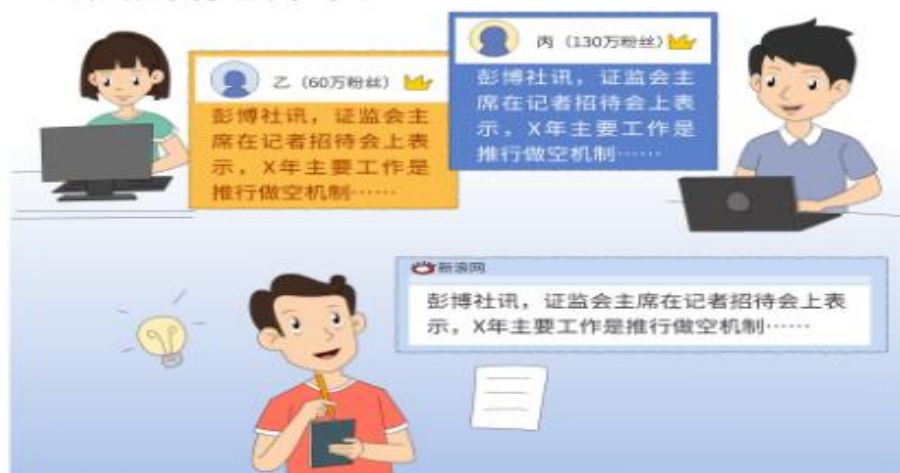 乙（60万粉丝）
彭博社讯，证监会主
席在记者招待会上表
示，X年主要工作是
推行做空机制……
丙（130万粉丝）
彭博社讯，证监会主
席在记者招待会上表
示，X年主要工作是
推行做空机制……
新浪网
彭博社讯，证监会主席在记者招待会上表
示，X年主要工作是推行做空机制……